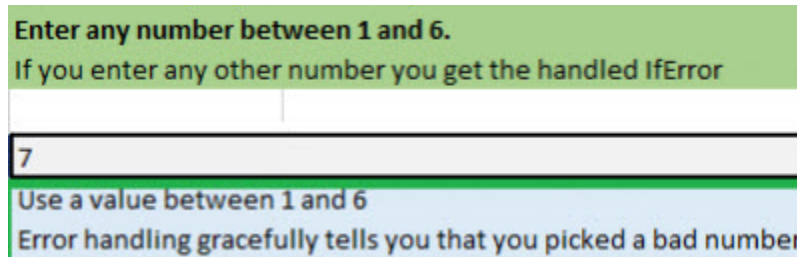 Enter any number between 1 and 6.
If you enter any other number you get the handled IfError
7
Use a value between 1 and 6
Error handling gracefully tells you that you picked a bad number